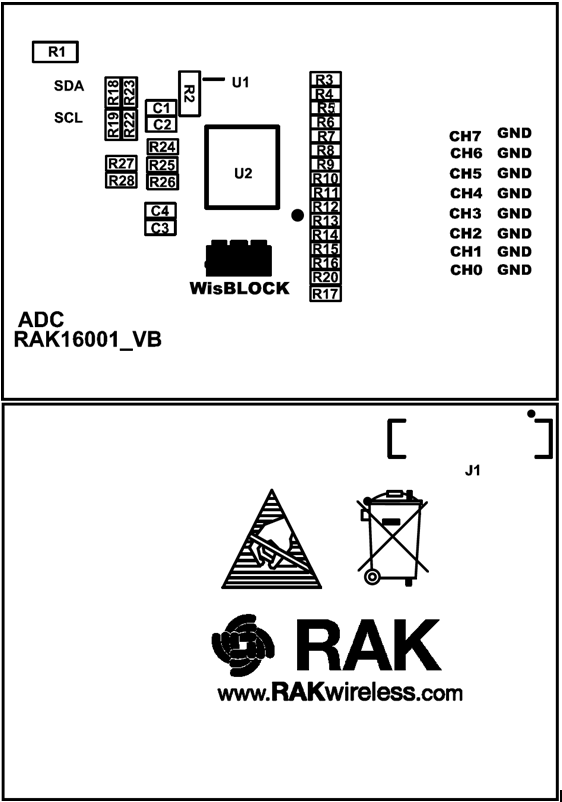 R1
SDA
SCL
R18
R23
R19
R22
R2
U1
C1
C2
R24
R25
R26
R27
R28
C4
C3
U2
R3
R4
R5
R6
R7
R8
R9
R10
R11
R12
R13
R14
R15
R16
R20
R17
CH7 GND
CH6 GND
CH5 GND
CH4 GND
CH3 GND
CH2 GND
CH1 GND
CH0 GND
WisBLOCK
ADC
RAK16001_VB
J1
RAK
www.RAKwireless.com